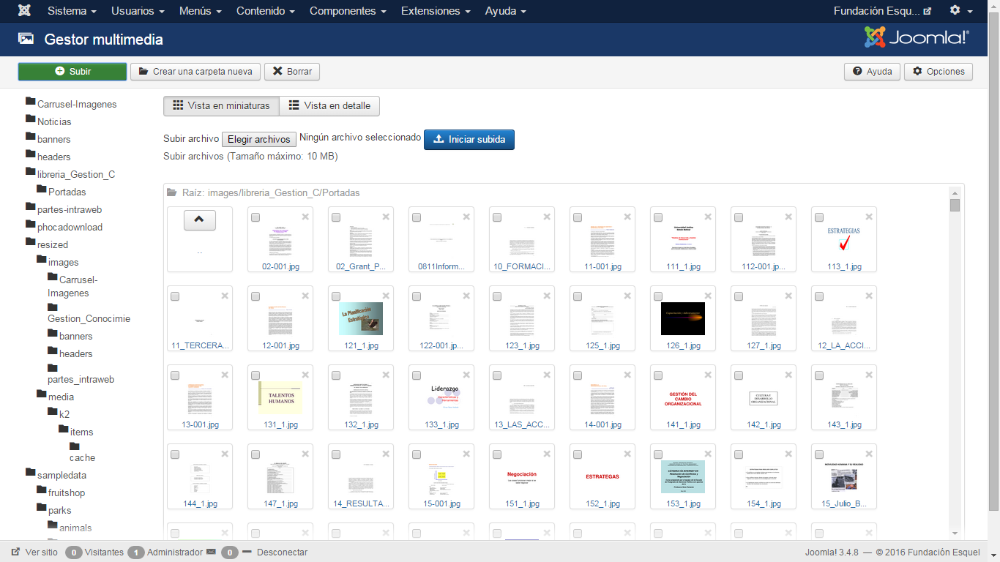 Sistema Usuarios Menús Contenido Componentes Extensiones Ayuda Fundación Esqu...
Gestor multimedia
Joomla!®
Subir Crear una carpeta nueva Borrar Ayuda Opciones
Carrusel-Imagenes
Noticias
banners
headers
libreria_Gestion_C
Portadas
partes-intraweb
phocadownload
resized
images
Carrusel-
Imagenes
Gestion_Conocimie
banners
headers
partes_intraweb
media
k2
items
cache
sampledata
fruitshop
parks
animals
Vista en miniaturas Vista en detalle
Subir archivo Elegir archivos Ningún archivo seleccionado Iniciar subida
Subir archivos (Tamaño máximo: 10 MB)
Raíz: images/libreria_Gestion_C/Portadas
ESTRATEGIAS
02-001.jpg 02_Grant_P... 0811Inform... 10_FORMACI... 11-001.jpg 111_1.jpg 112-001.jp... 113_1.jpg
La Planificación
Estratégica
11_TERCERA... 12-001.jpg 121_1.jpg 122-001.jp... 123_1.jpg 125_1.jpg 126_1.jpg 127_1.jpg 12_LA_ACCI...
TALENTOS
HUMANOS
Liderazgo
GESTIÓN DEL
CAMBIO
ORGANIZACIONAL
CULTURA Y
DESARROLLO
ORGANIZACIONAL
13-001.jpg 131_1.jpg 132_1.jpg 133_1.jpg 13_LAS_ACC... 14-001.jpg 141_1.jpg 142_1.jpg 143_1.jpg
Negociación
ESTRATEGAS
144_1.jpg 147_1.jpg 14_RESULTA... 15-001.jpg 151_1.jpg 152_1.jpg 153_1.jpg 154_1.jpg 15_Julio_B...
Ver sitio 0 Visitantes 1 Administrador 0 Desconectar Joomla! 3.4.8 — © 2016 Fundación Esquel